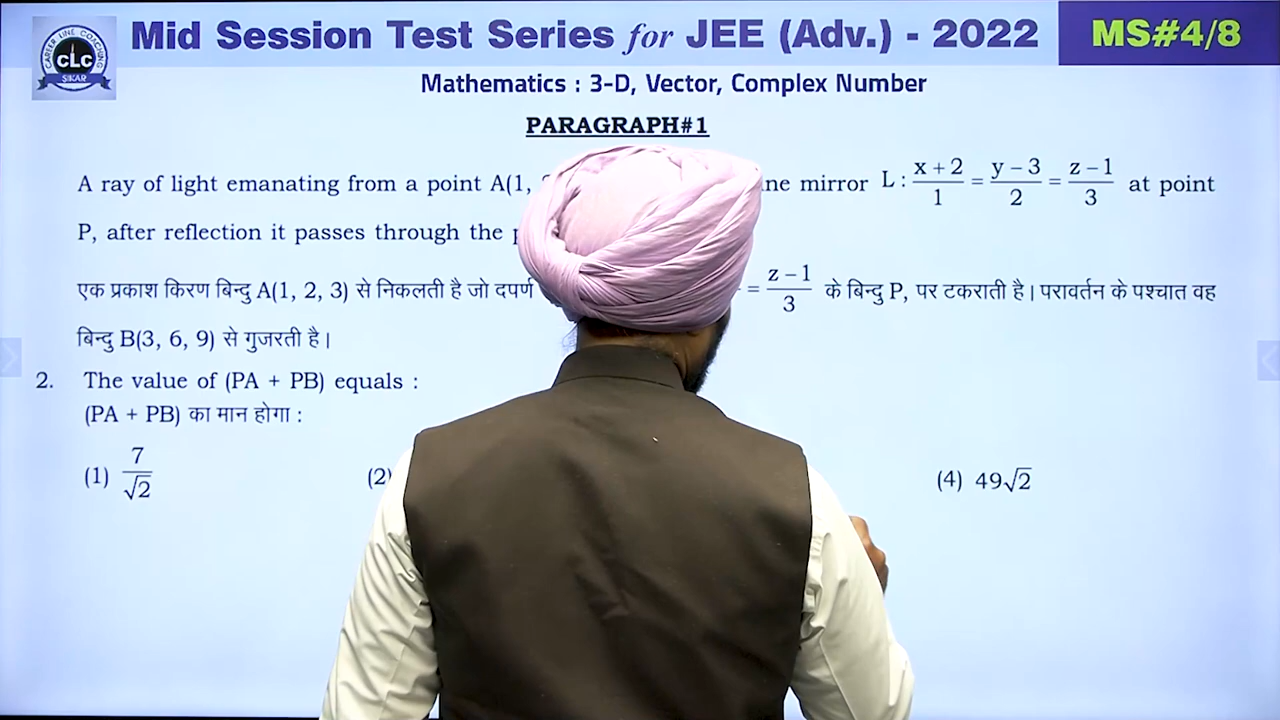 Mid Session Test Series for JEE (Adv.) - 2022
MS#4/8
CAREER LINE COACHING
CLC
SIKAR
Mathematics : 3-D, Vector, Complex Number
PARAGRAPH#1
A ray of light emanating from a point A(1, mirror L : x + 2 / 1 = y – 3 / 2 = z – 1 / 3 at point
P, after reflection it passes through the
एक प्रकाश किरण बिन्दु A(1, 2, 3) से निकलती है जो दपर्ण = z – 1 / 3 के बिन्दु P, पर टकराती है। परावर्तन के पश्चात वह
बिन्दु B(3, 6, 9) से गुजरती है।
2. The value of (PA + PB) equals :
(PA + PB) का मान होगा :
(1) 7 / √2 (2) (4) 49√2